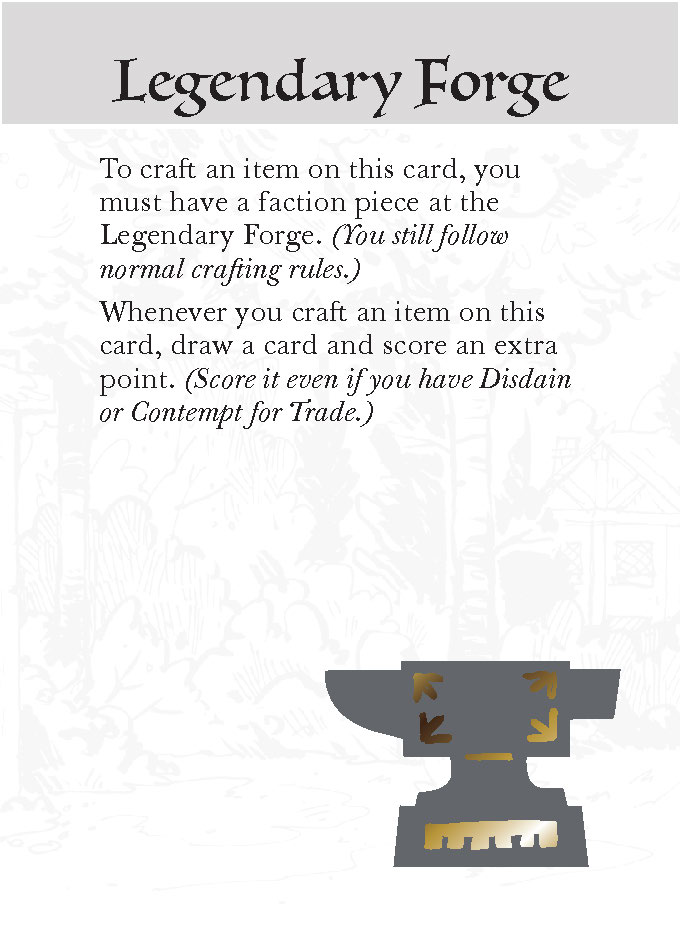 Legendary Forge
To craft an item on this card, you
must have a faction piece at the
Legendary Forge. (You still follow
normal crafting rules.)
Whenever you craft an item on this
card, draw a card and score an extra
point. (Score it even if you have Disdain
or Contempt for Trade.)